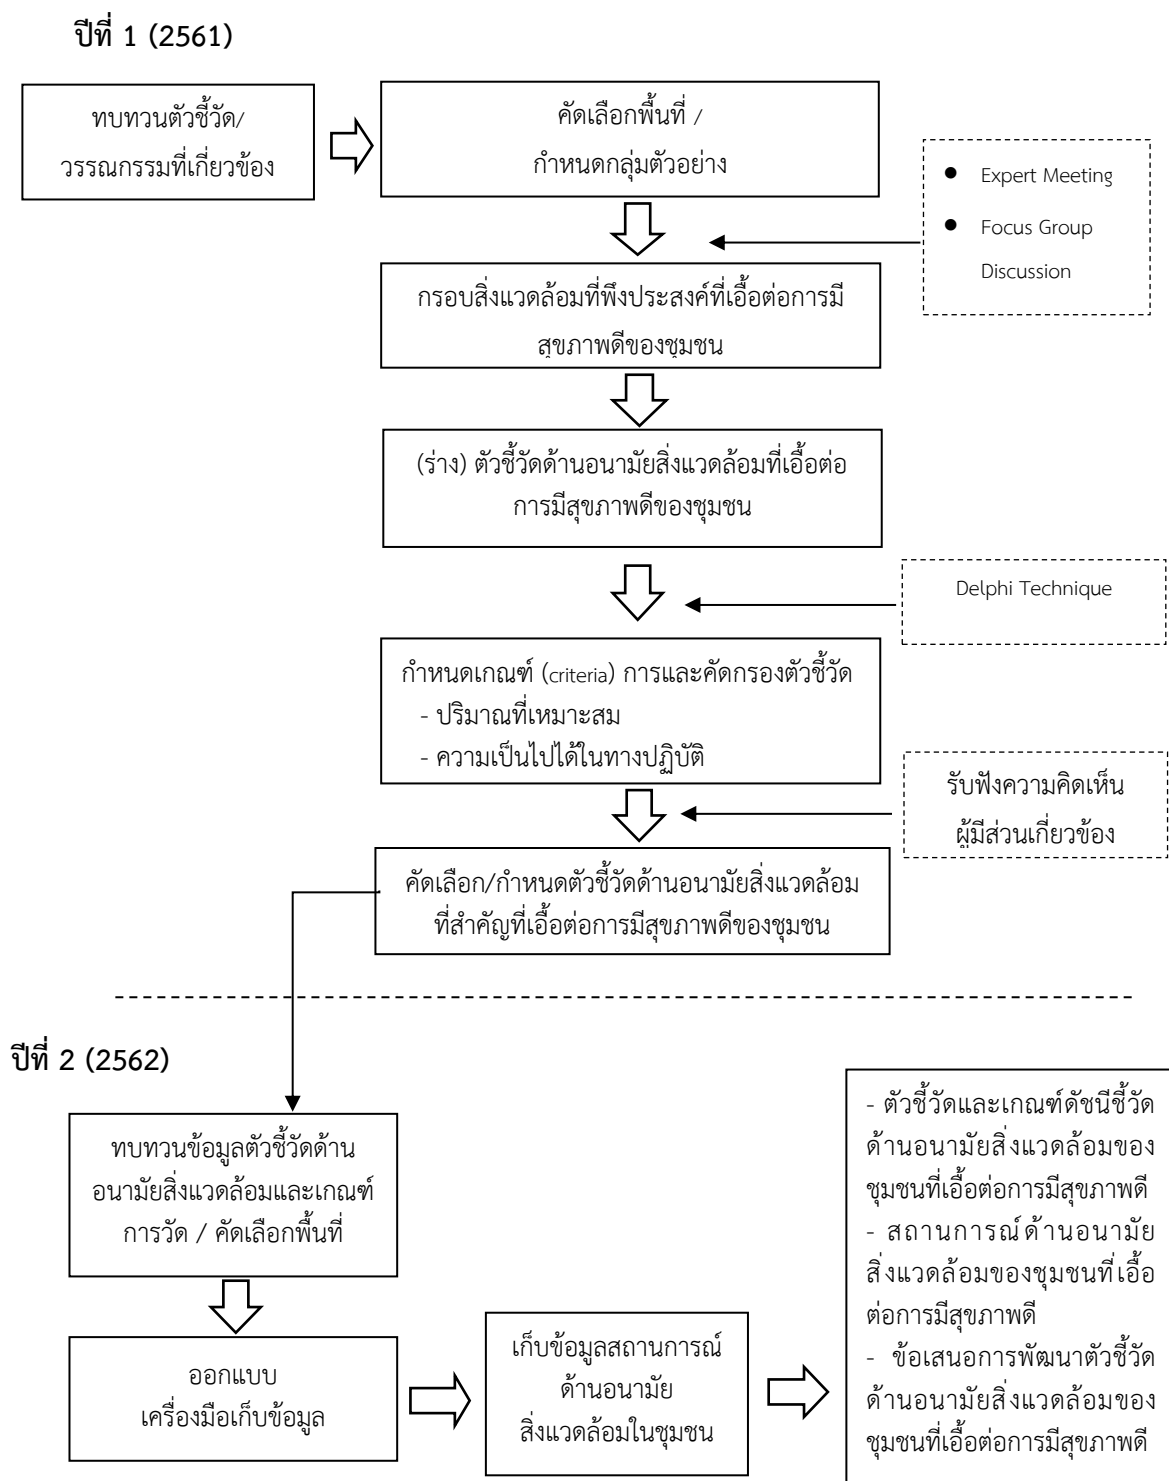 ปีที่ 1 (2561)
ทบทวนตัวชี้วัด/
วรรณกรรมที่เกี่ยวข้อง
คัดเลือกพื้นที่ /
กำหนดกลุ่มตัวอย่าง
● Expert Meeting
● Focus Group
Discussion
กรอบสิ่งแวดล้อมที่พึงประสงค์ที่เอื้อต่อการมี
สุขภาพดีของชุมชน
(ร่าง) ตัวชี้วัดด้านอนามัยสิ่งแวดล้อมที่เอื้อต่อ
การมีสุขภาพดีของชุมชน
Delphi Technique
กำหนดเกณฑ์ (criteria) การและคัดกรองตัวชี้วัด
- ปริมาณที่เหมาะสม
- ความเป็นไปได้ในทางปฏิบัติ
รับฟังความคิดเห็น
ผู้มีส่วนเกี่ยวข้อง
คัดเลือก/กำหนดตัวชี้วัดด้านอนามัยสิ่งแวดล้อม
ที่สำคัญที่เอื้อต่อการมีสุขภาพดีของชุมชน
ปีที่ 2 (2562)
ทบทวนข้อมูลตัวชี้วัดด้าน
อนามัยสิ่งแวดล้อมและเกณฑ์
การวัด / คัดเลือกพื้นที่
ออกแบบ
เครื่องมือเก็บข้อมูล
เก็บข้อมูลสถานการณ์
ด้านอนามัย
สิ่งแวดล้อมในชุมชน
- ตัวชี้วัดและเกณฑ์ดัชนีชี้วัด
ด้านอนามัยสิ่งแวดล้อมของ
ชุมชนที่เอื้อต่อการมีสุขภาพดี
- สถานการณ์ด้านอนามัย
สิ่งแวดล้อมของชุมชนที่เอื้อ
ต่อการมีสุขภาพดี
- ข้อเสนอการพัฒนาตัวชี้วัด
ด้านอนามัยสิ่งแวดล้อมของ
ชุมชนที่เอื้อต่อการมีสุขภาพดี